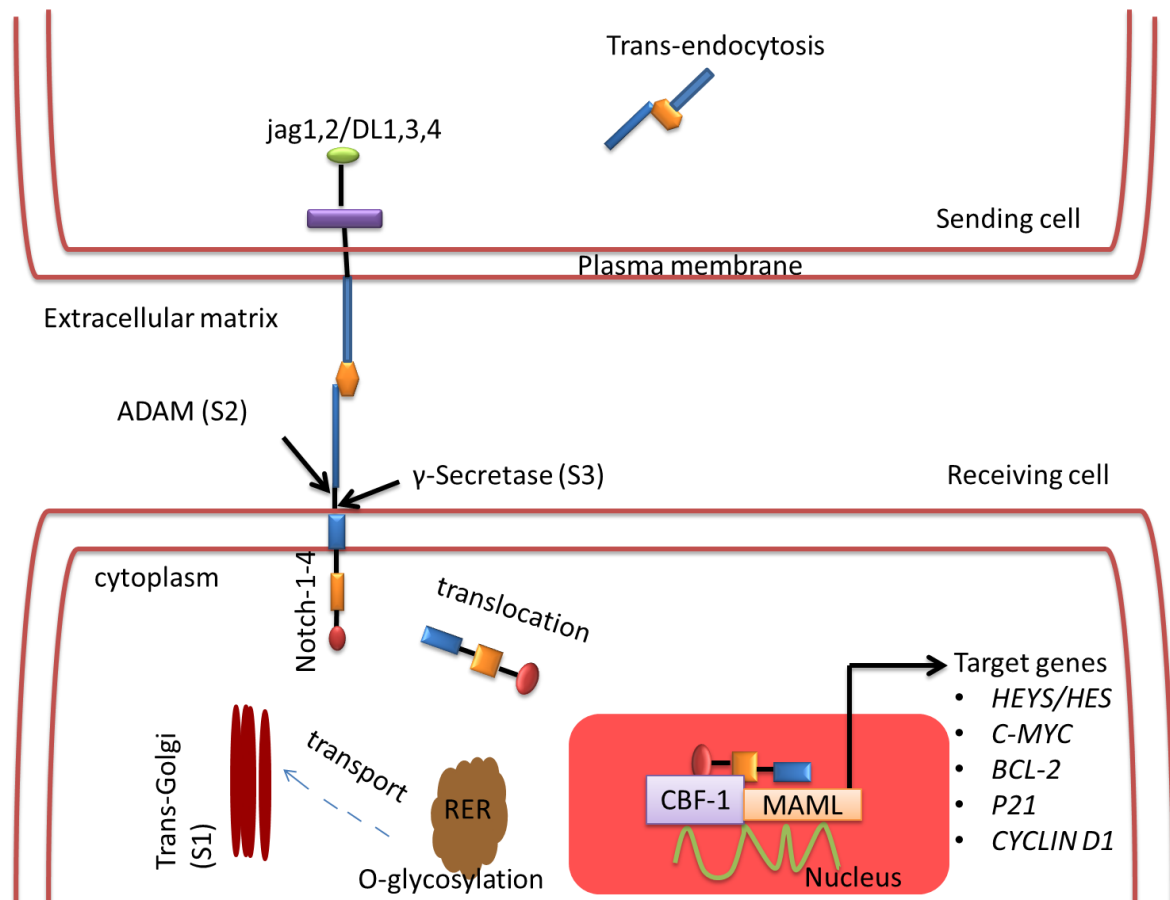 Trans-endocytosis
jag1,2/DL1,3,4
Sending cell
Plasma membrane
Extracellular matrix
ADAM (S2)
γ-Secretase (S3)
Receiving cell
cytoplasm
Notch-1-4
translocation
Target genes
• HEYS/HES
• C-MYC
• BCL-2
• P21
• CYCLIN D1
Trans-Golgi
(S1)
transport
RER
O-glycosylation
CBF-1
MAML
Nucleus